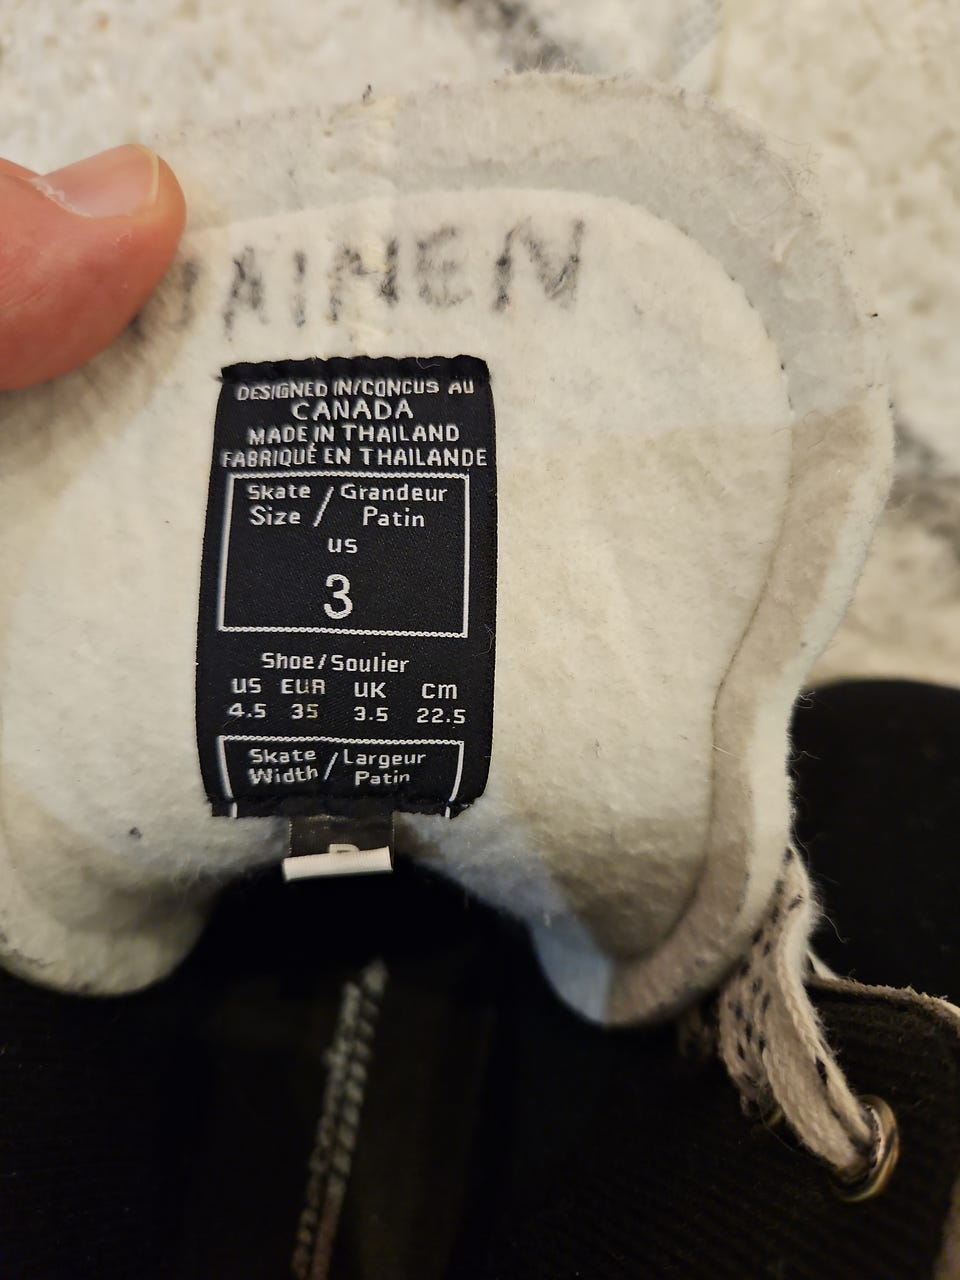 DESIGNED IN/CONCUS AU
CANADA
MADE IN THAILAND
FABRIQUÉ EN THAILANDE
Skate / Grandeur
Size / Patin
US
3
Shoe/Soulier
US EUR UK cm
4.5 35 3.5 22.5
Skate / Largeur
Width / Patin